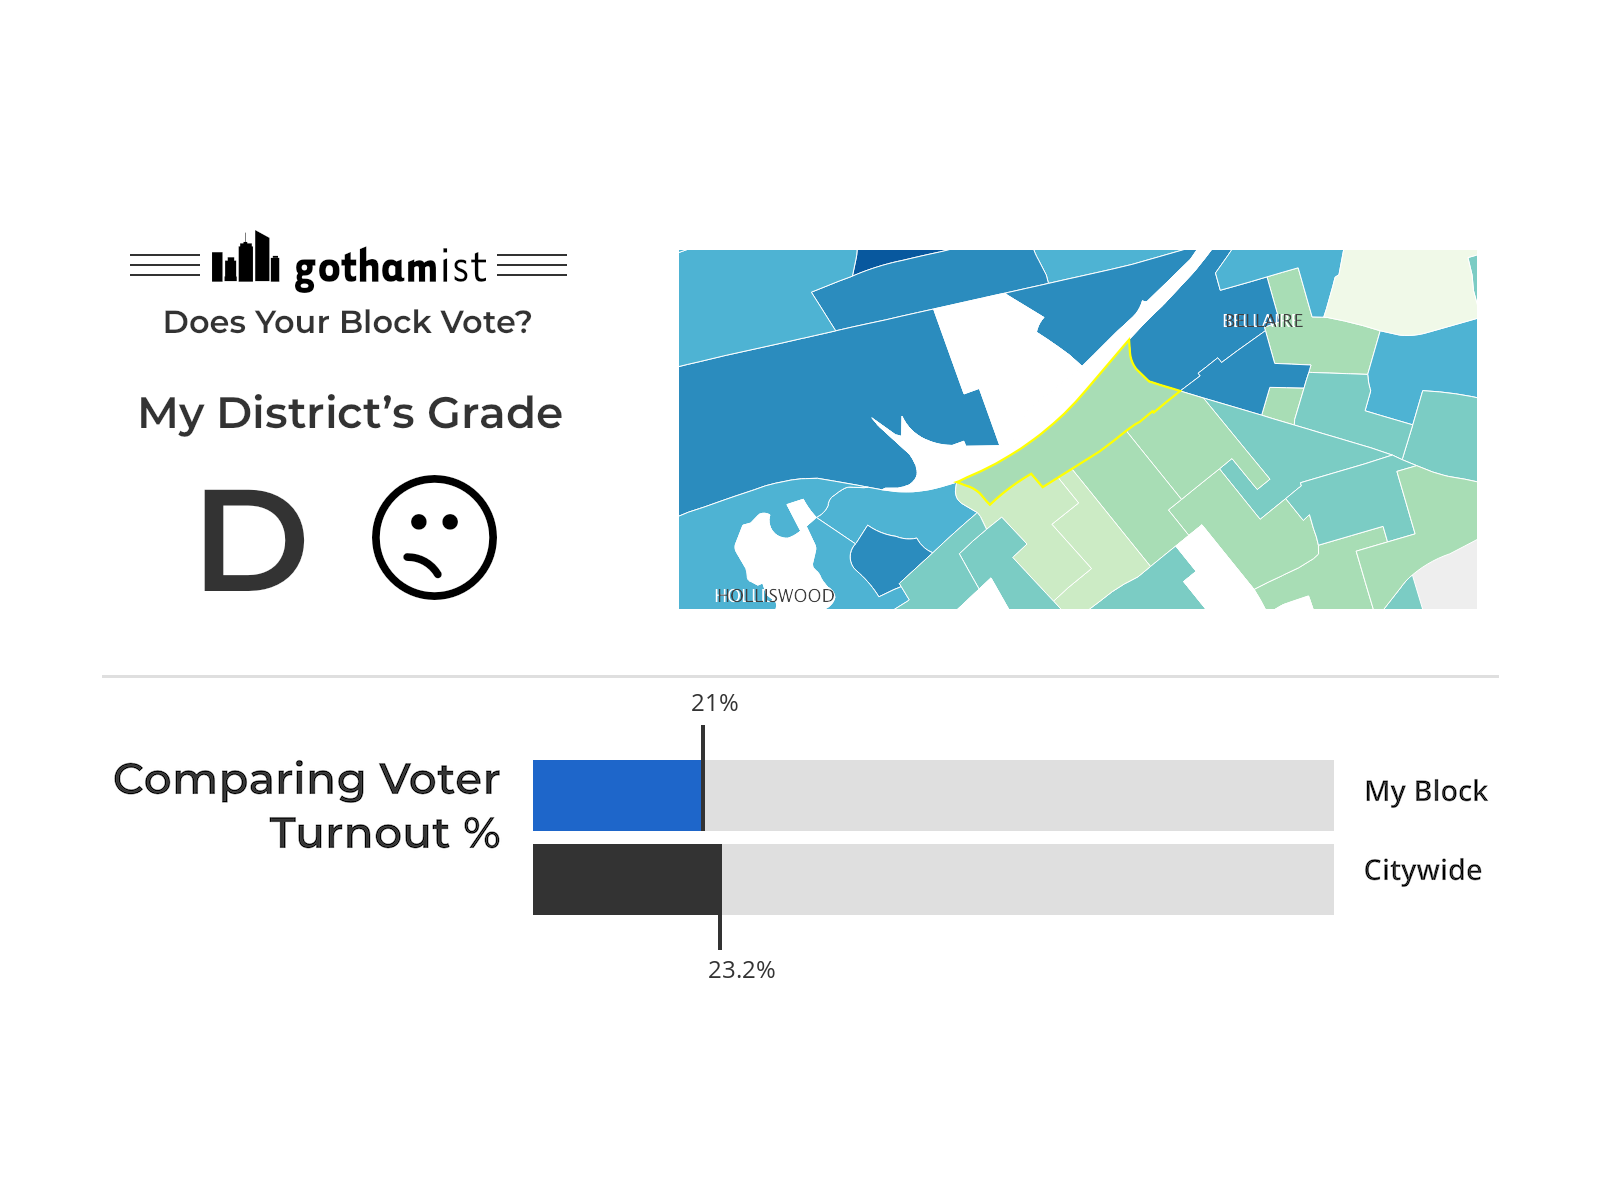 gothamist
Does Your Block Vote?
My District’s Grade
D
BELLAIRE
HOLLISWOOD
21%
Comparing Voter
Turnout %
My Block
Citywide
23.2%